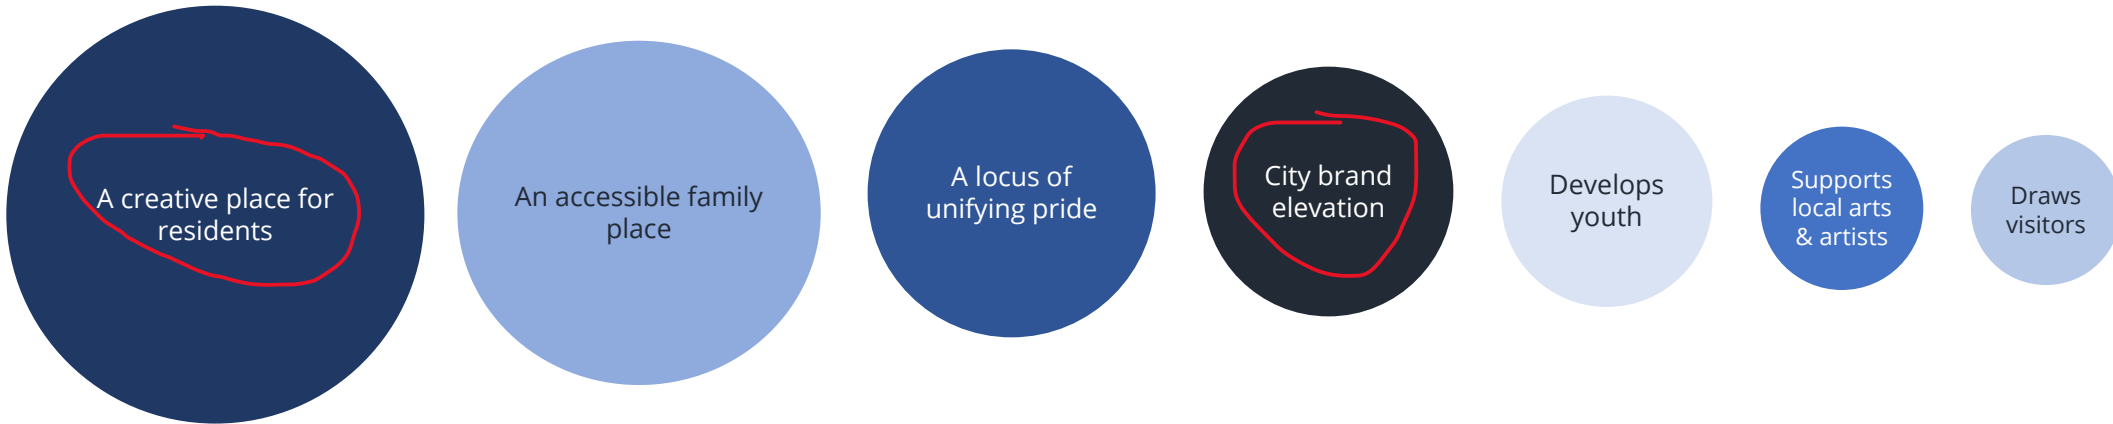 A creative place for
residents
An accessible family
place
A locus of
unifying pride
City brand
elevation
Develops
youth
Supports
local arts
& artists
Draws
visitors